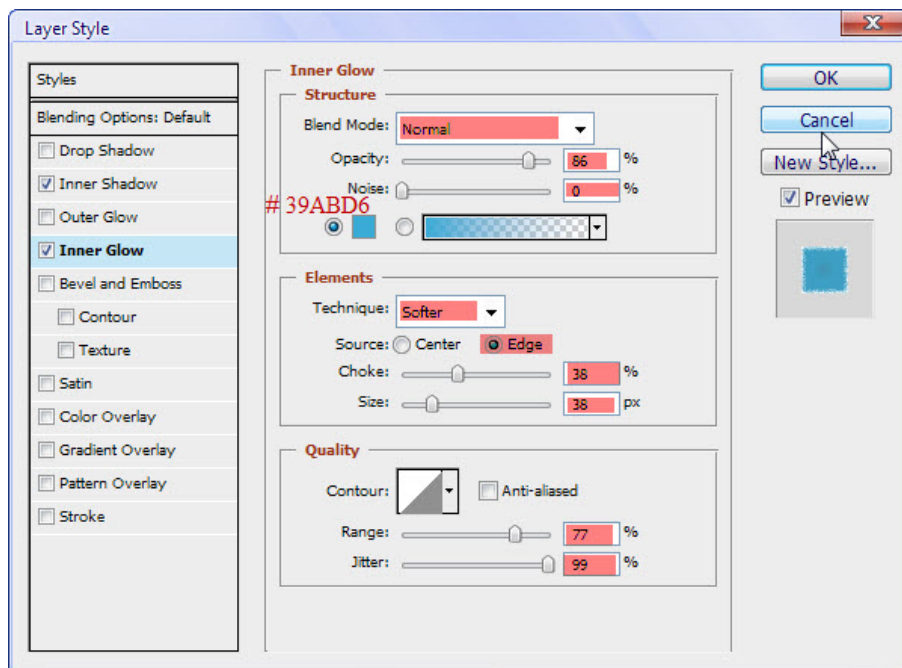 Layer Style
Styles
Blending Options: Default
Drop Shadow
Inner Shadow
Outer Glow
Inner Glow
Bevel and Emboss
Contour
Texture
Satin
Color Overlay
Gradient Overlay
Pattern Overlay
Stroke
Inner Glow
Structure
Blend Mode: Normal
Opacity: 86 %
Noise: 0 %
# 39ABD6
Elements
Technique: Softer
Source: Center Edge
Choke: 38 %
Size: 38 px
Quality
Contour: Anti-aliased
Range: 77 %
Jitter: 99 %
OK
Cancel
New Style...
Preview